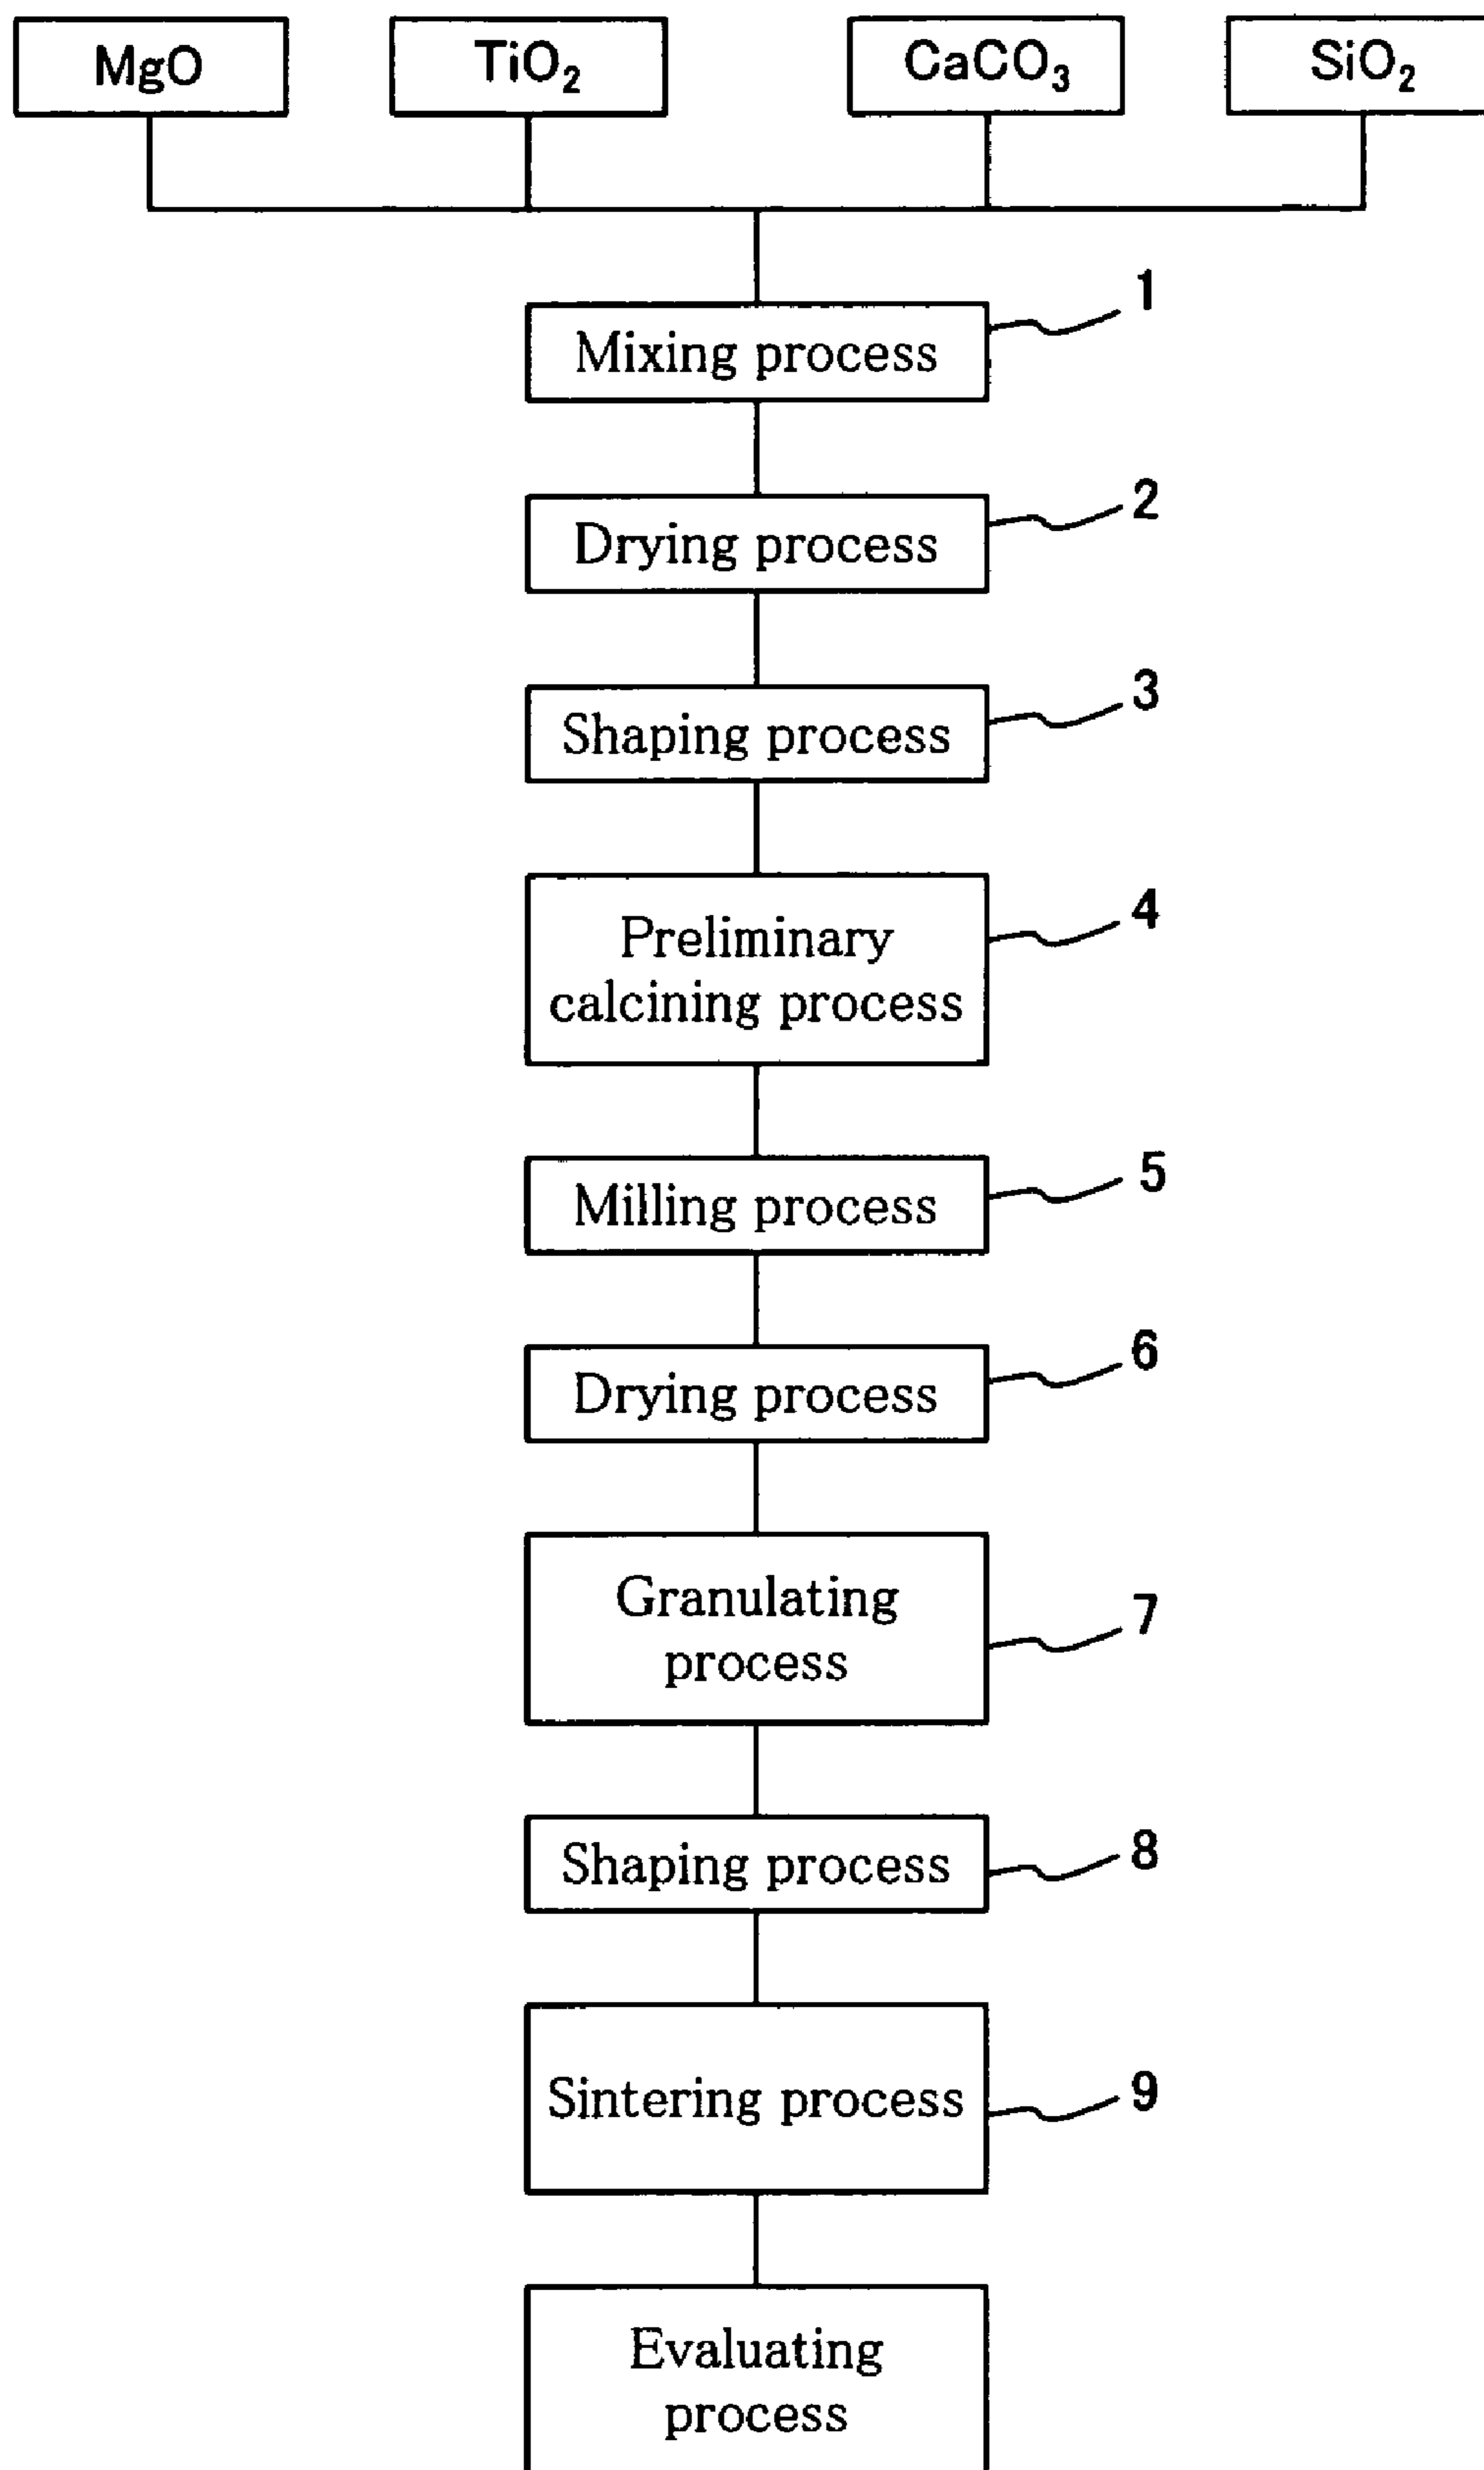 MgO
TiO₂
CaCO₃
SiO₂
1
Mixing process
2
Drying process
3
Shaping process
4
Preliminary
calcining process
5
Milling process
6
Drying process
7
Granulating
process
8
Shaping process
9
Sintering process
Evaluating
process